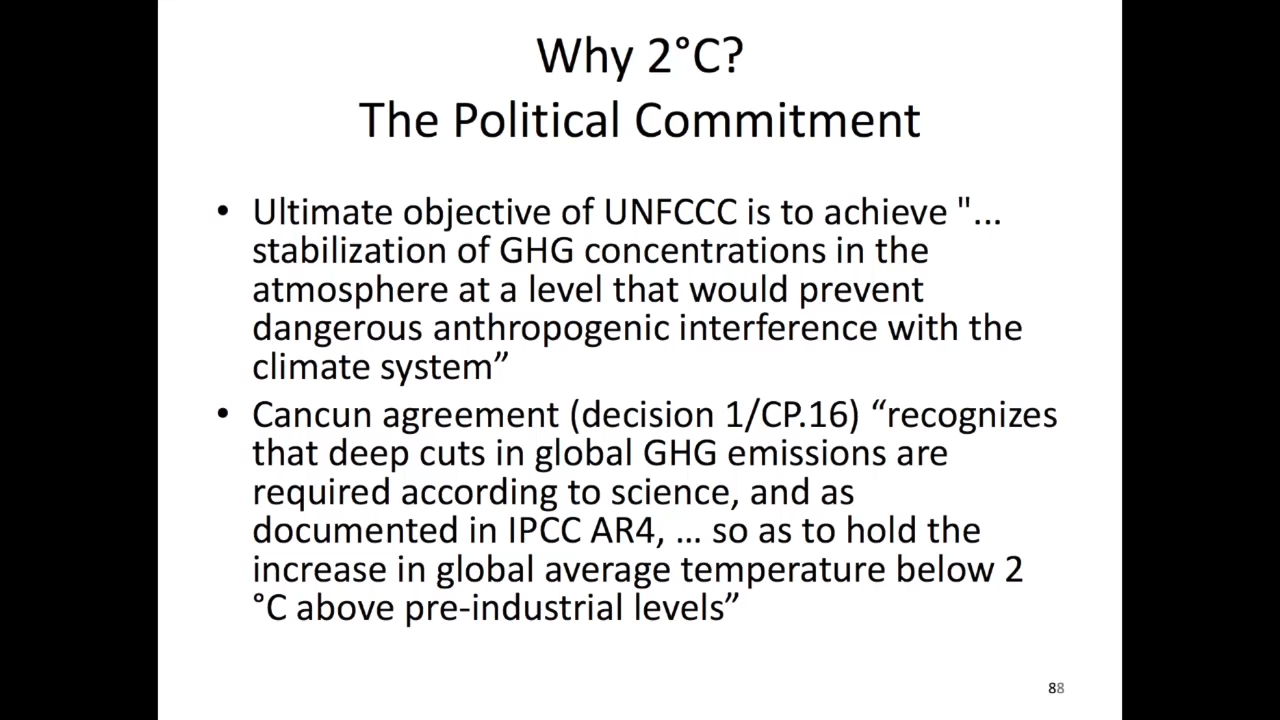 Why 2°C?
The Political Commitment
• Ultimate objective of UNFCCC is to achieve "...
stabilization of GHG concentrations in the
atmosphere at a level that would prevent
dangerous anthropogenic interference with the
climate system”
• Cancun agreement (decision 1/CP.16) “recognizes
that deep cuts in global GHG emissions are
required according to science, and as
documented in IPCC AR4, … so as to hold the
increase in global average temperature below 2
°C above pre-industrial levels”
88